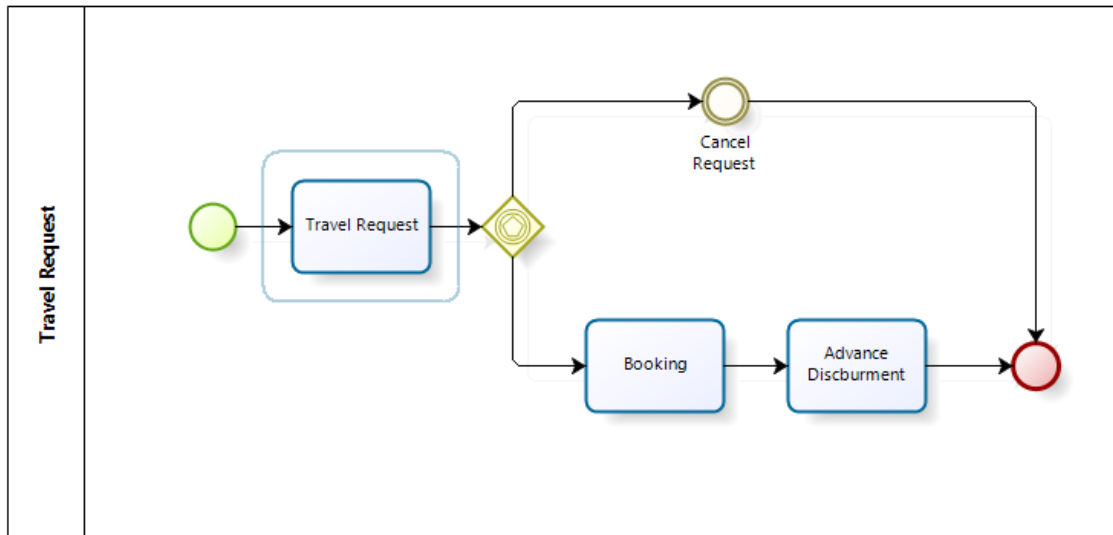 Travel Request
Cancel
Request
Travel Request
Booking
Advance
Discburment